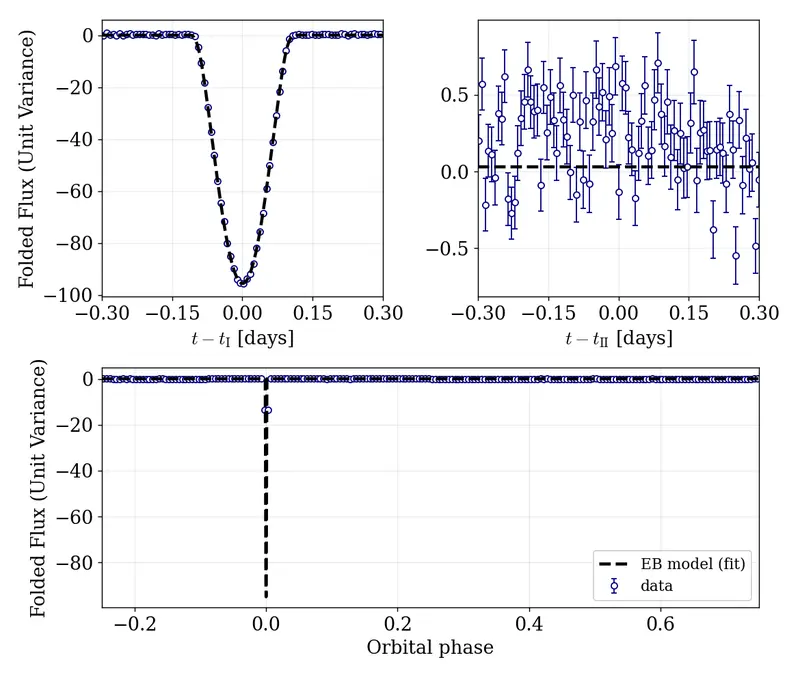 Folded Flux (Unit Variance)
0
−20
−40
−60
−80
−100
−0.30 −0.15 0.00 0.15 0.30
t − tI [days]
0.5
0.0
−0.5
−0.30 −0.15 0.00 0.15 0.30
t − tII [days]
Folded Flux (Unit Variance)
0
−20
−40
−60
−80
EB model (fit)
data
−0.2 0.0 0.2 0.4 0.6
Orbital phase